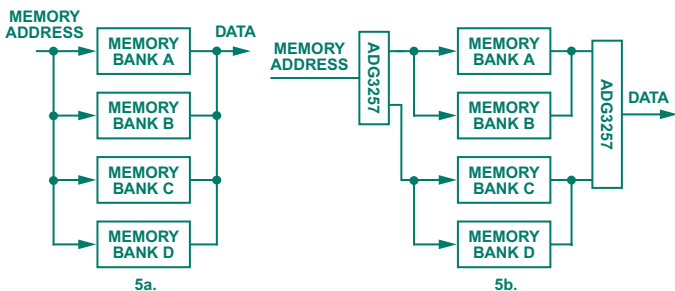 MEMORY
ADDRESS
DATA
MEMORY
BANK A
MEMORY
BANK B
MEMORY
BANK C
MEMORY
BANK D
5a.
MEMORY
ADDRESS
ADG3257
MEMORY
BANK A
MEMORY
BANK B
MEMORY
BANK C
MEMORY
BANK D
ADG3257
DATA
5b.